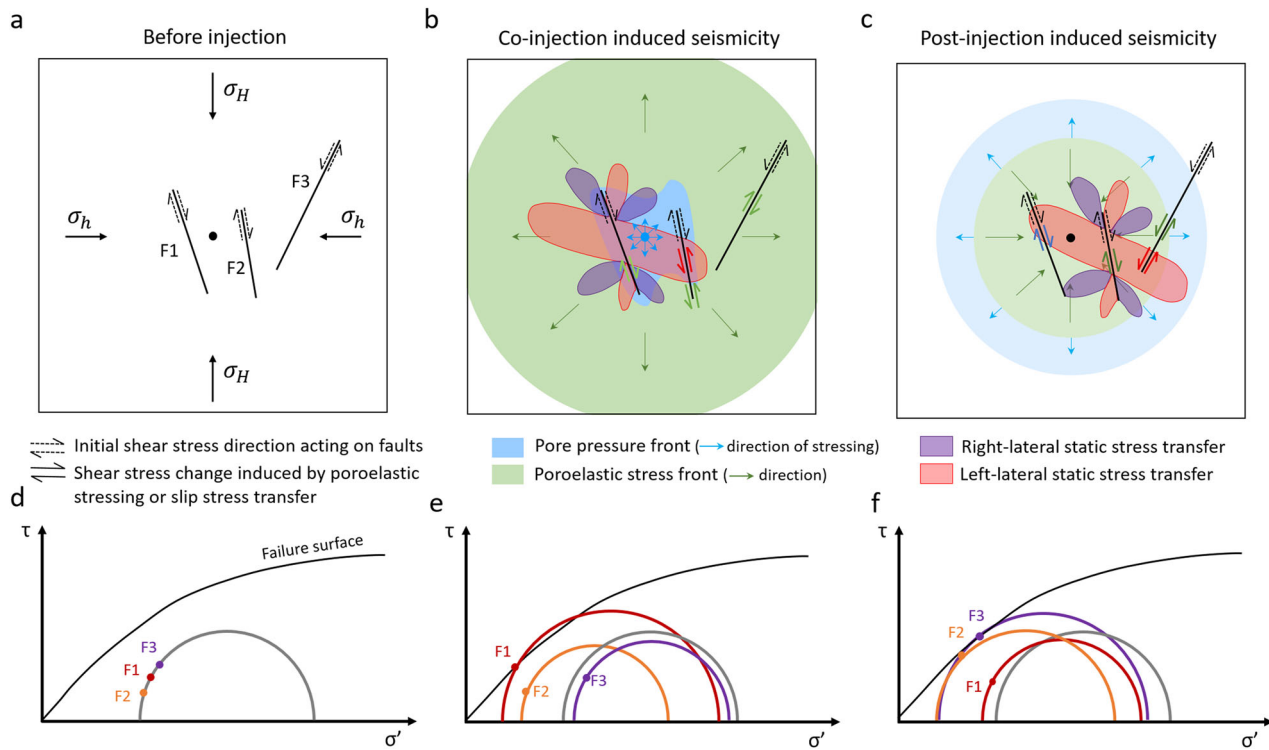 a
Before injection
σH
σh
F1
F2
F3
σh
σH
b
Co-injection induced seismicity
c
Post-injection induced seismicity
Initial shear stress direction acting on faults
Shear stress change induced by poroelastic
stressing or slip stress transfer
Pore pressure front (→ direction of stressing)
Poroelastic stress front (→ direction)
Right-lateral static stress transfer
Left-lateral static stress transfer
d
τ
Failure surface
F3
F1
F2
σ'
e
τ
F1
F2
F3
σ'
f
τ
F3
F2
F1
σ'